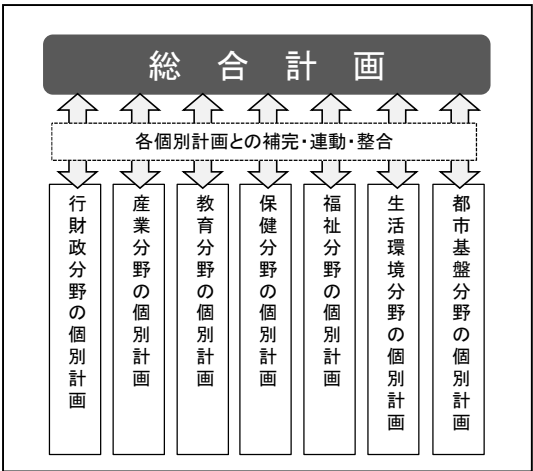 総合計画
各個別計画との補完・連動・整合
行財政分野の個別計画
産業分野の個別計画
教育分野の個別計画
保健分野の個別計画
福祉分野の個別計画
生活環境分野の個別計画
都市基盤分野の個別計画